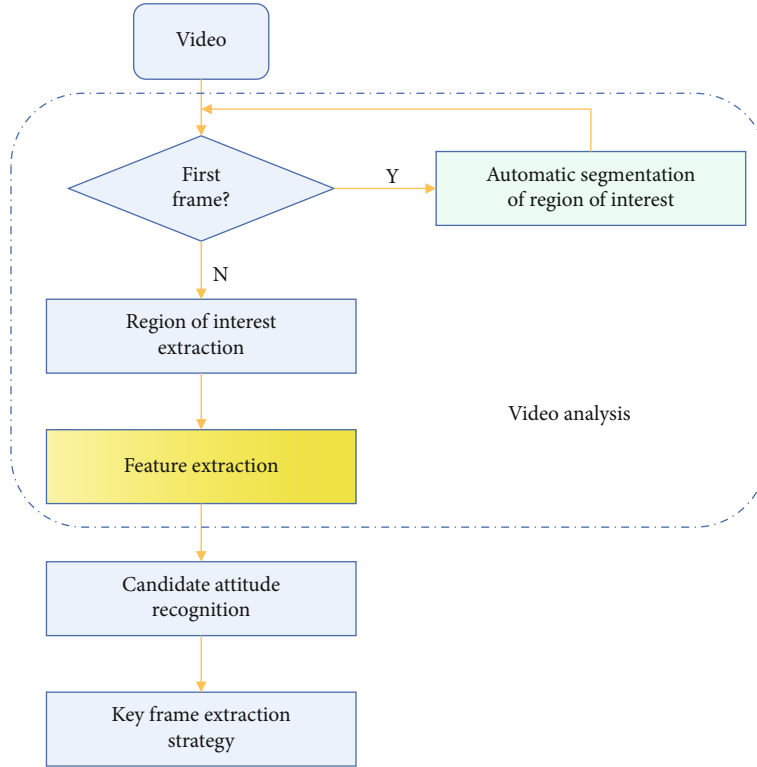 Video
First
frame?
Y
Automatic segmentation
of region of interest
N
Region of interest
extraction
Video analysis
Feature extraction
Candidate attitude
recognition
Key frame extraction
strategy